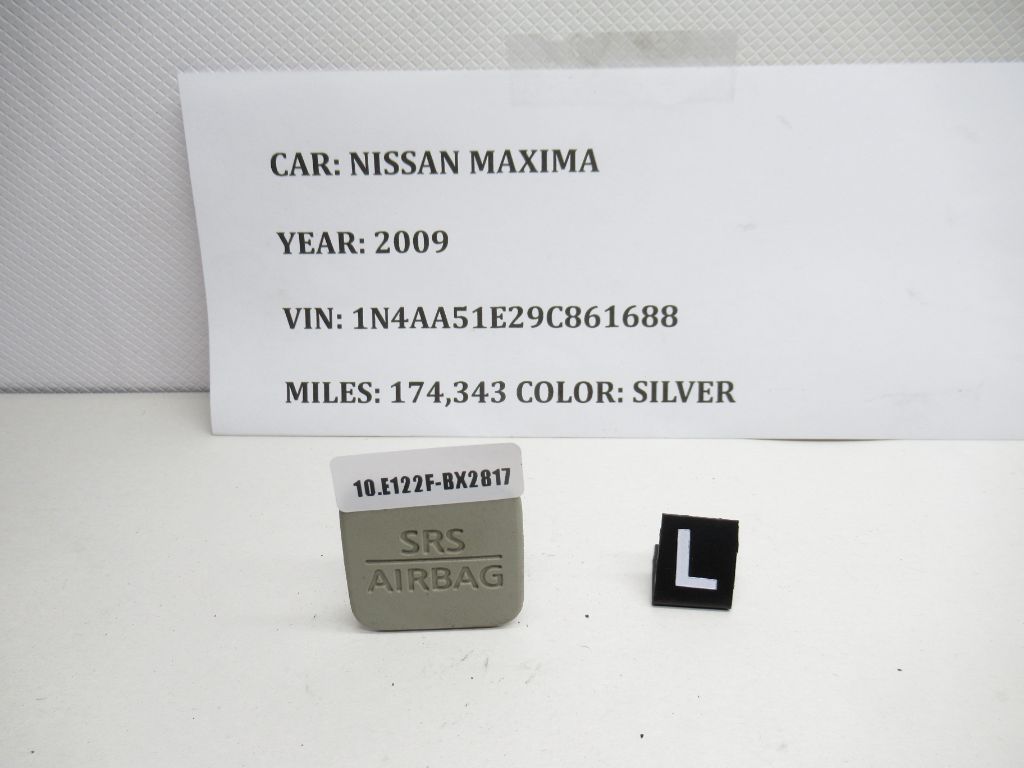 CAR: NISSAN MAXIMA
YEAR: 2009
VIN: 1N4AA51E29C861688
MILES: 174,343 COLOR: SILVER
10.E122F-BX2817
SRS
AIRBAG
L